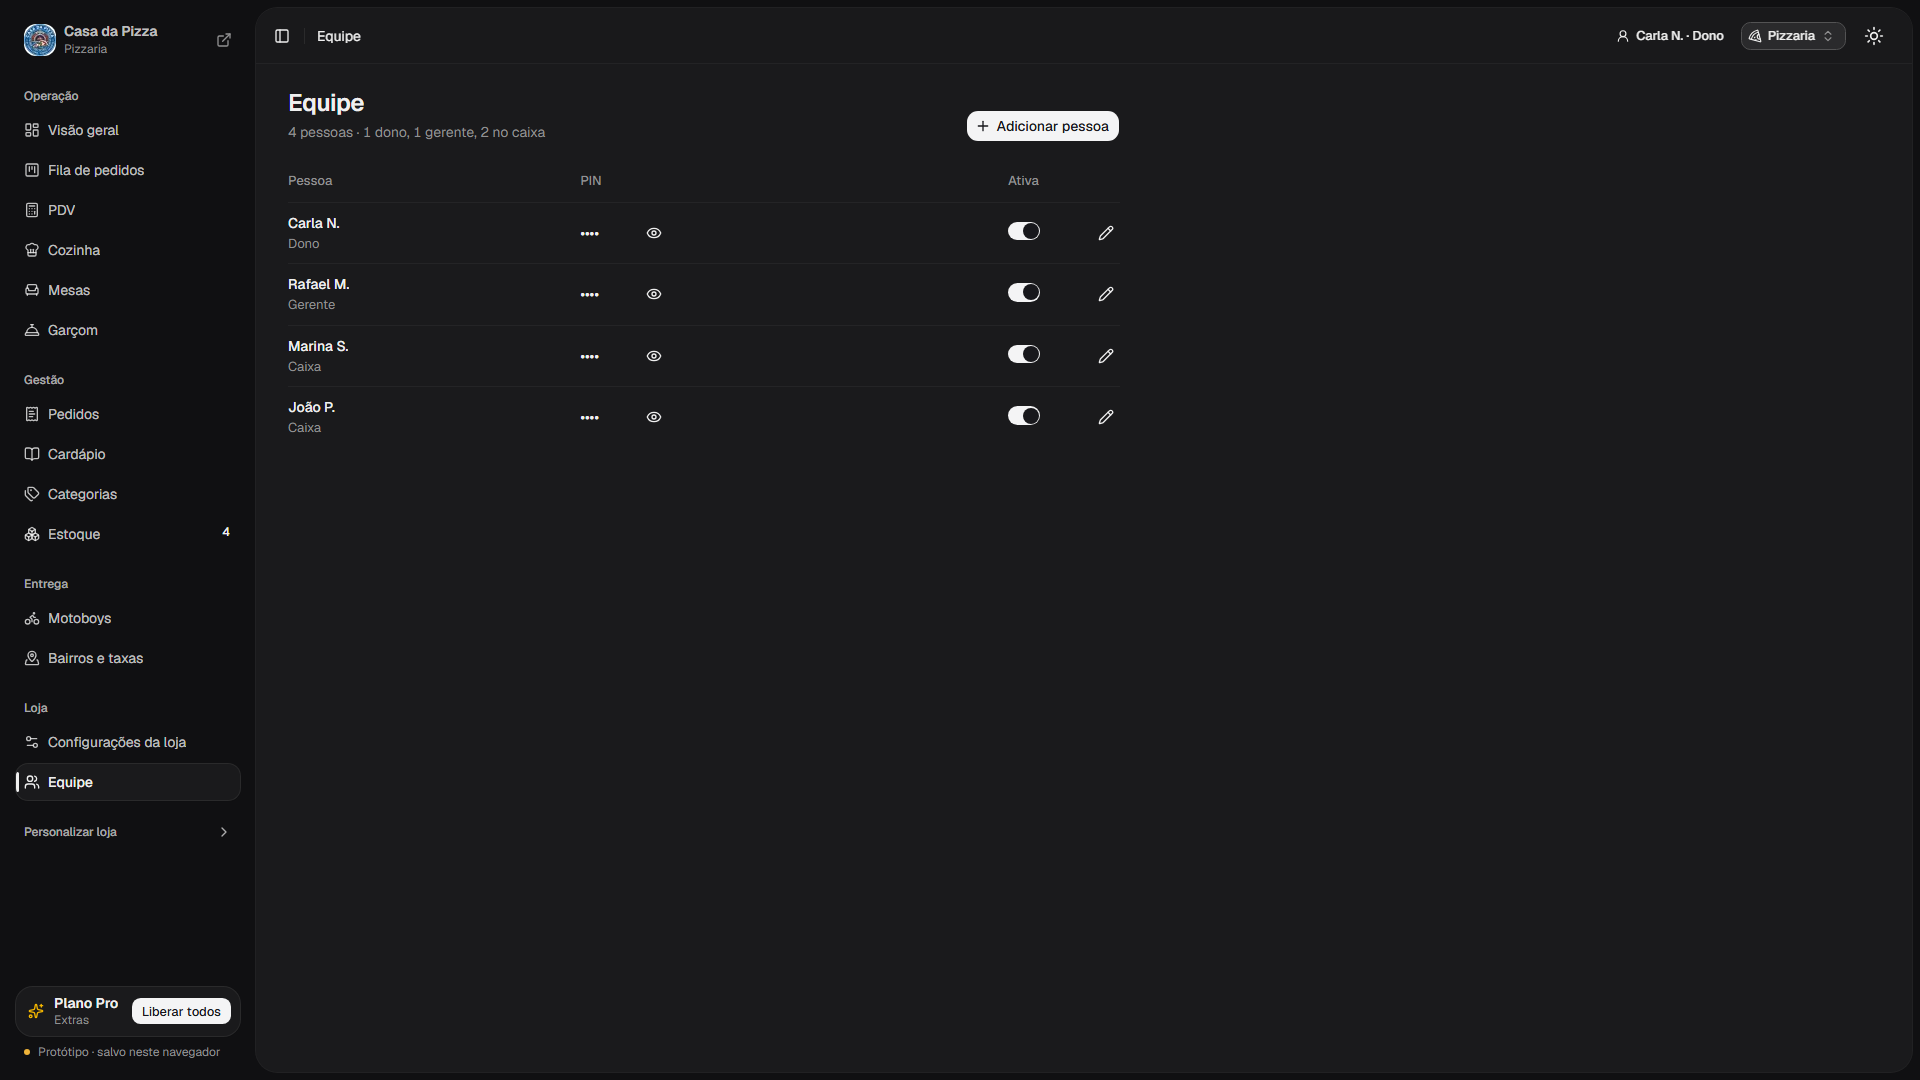 Casa da Pizza
Pizzaria
Operação
Visão geral
Fila de pedidos
PDV
Cozinha
Mesas
Garçom
Gestão
Pedidos
Cardápio
Categorias
Estoque 4
Entrega
Motoboys
Bairros e taxas
Loja
Configurações da loja
Equipe
Personalizar loja
Plano Pro
Extras
Liberar todos
Protótipo · salvo neste navegador
Equipe
Carla N. · Dono
Pizzaria
Equipe
4 pessoas · 1 dono, 1 gerente, 2 no caixa
Adicionar pessoa
Pessoa PIN Ativa
Carla N.
Dono
••••
Rafael M.
Gerente
••••
Marina S.
Caixa
••••
João P.
Caixa
••••